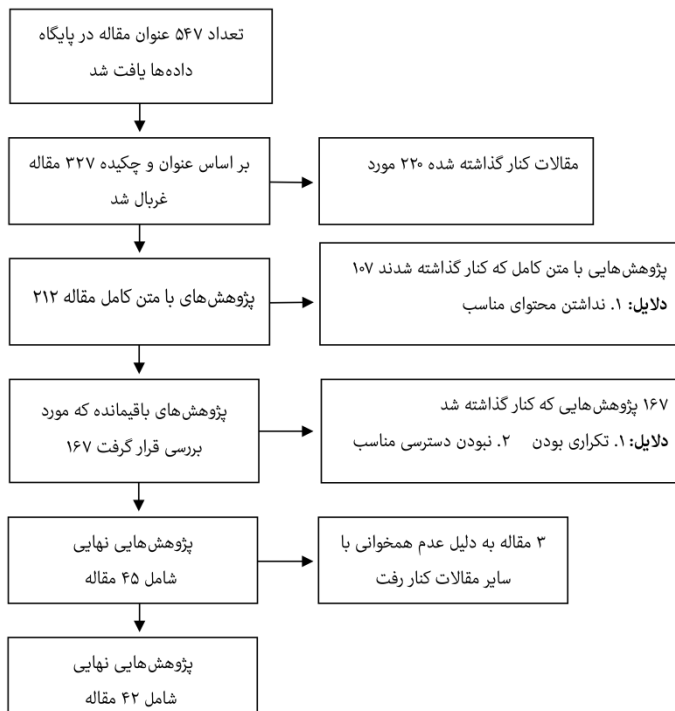 تعداد ۵۴۷ عنوان مقاله در پایگاه
داده‌ها یافت شد
بر اساس عنوان و چکیده ۳۲۷ مقاله
غربال شد
مقالات کنار گذاشته شده ۲۲۰ مورد
پژوهش‌های با متن کامل مقاله ۲۱۲
پژوهش‌هایی با متن کامل که کنار گذاشته شدند ۱۰۷
دلایل: ۱. نداشتن محتوای مناسب
پژوهش‌های باقیمانده که مورد
بررسی قرار گرفت ۱۶۷
۱۶۷ پژوهش‌هایی که کنار گذاشته شد
دلایل: ۱. تکراری بودن ۲. نبودن دسترسی مناسب
پژوهش‌هایی نهایی
شامل ۴۵ مقاله
۳ مقاله به دلیل عدم همخوانی با
سایر مقالات کنار رفت
پژوهش‌هایی نهایی
شامل ۴۲ مقاله